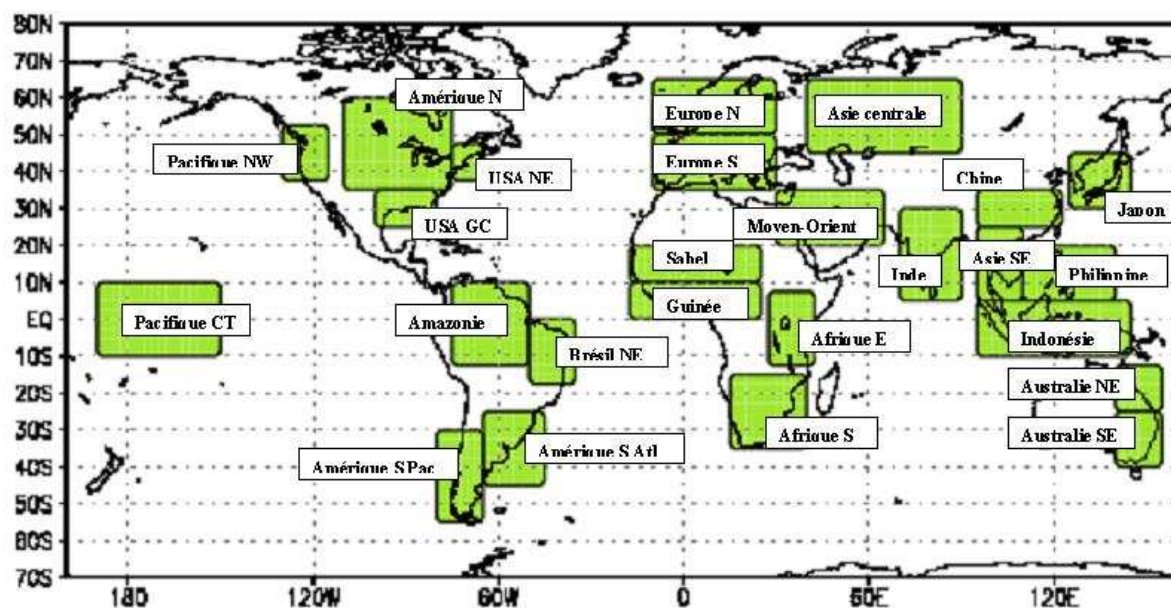 80N
70N
60N
50N
40N
30N
20N
10N
EQ
10S
20S
30S
40S
50S
60S
70S
Amérique N
Europe N
Asie centrale
Pacifique NW
USA NE
Europe S
Chine
Japon
USA GC
Moyen-Orient
Sahel
Inde
Asie SE
Philippine
Pacifique CT
Amazonie
Guinée
Brésil NE
Afrique E
Indonésie
Australie NE
Amérique S Pac
Amérique S Atl
Afrique S
Australie SE
180
120W
60W
0
60E
120E